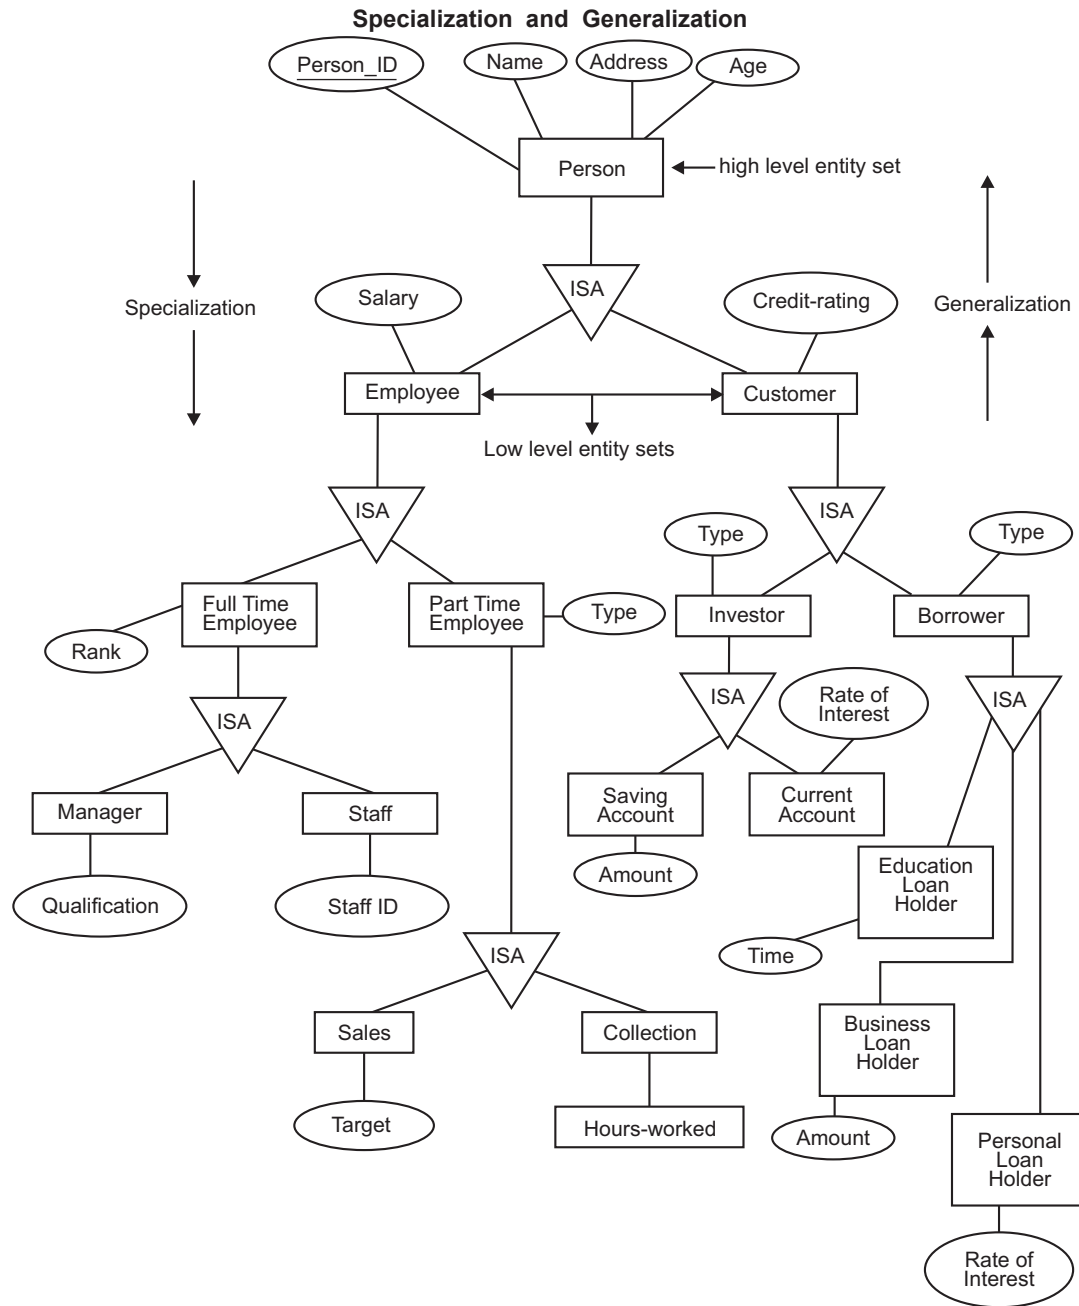 Specialization and Generalization
Person_ID
Name
Address
Age
Person
high level entity set
Specialization
Salary
ISA
Credit-rating
Generalization
Employee
Customer
Low level entity sets
ISA
ISA
Type
Type
Full Time
Employee
Part Time
Employee
Type
Investor
Borrower
Rank
ISA
ISA
Rate of
Interest
ISA
Manager
Staff
Saving
Account
Current
Account
Qualification
Staff ID
Amount
Education
Loan
Holder
Time
ISA
Sales
Collection
Business
Loan
Holder
Target
Hours-worked
Amount
Personal
Loan
Holder
Rate of
Interest